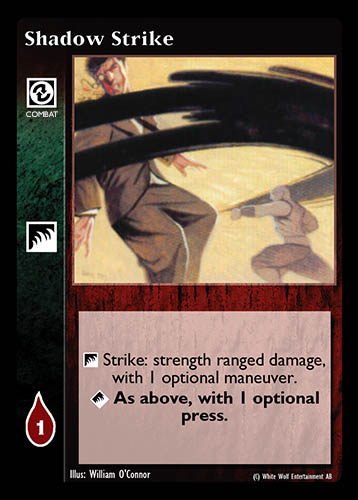 Shadow Strike
COMBAT
Strike: strength ranged damage,
with 1 optional maneuver.
As above, with 1 optional
press.
1
Illus: William O'Connor
(C) White Wolf Entertainment AB